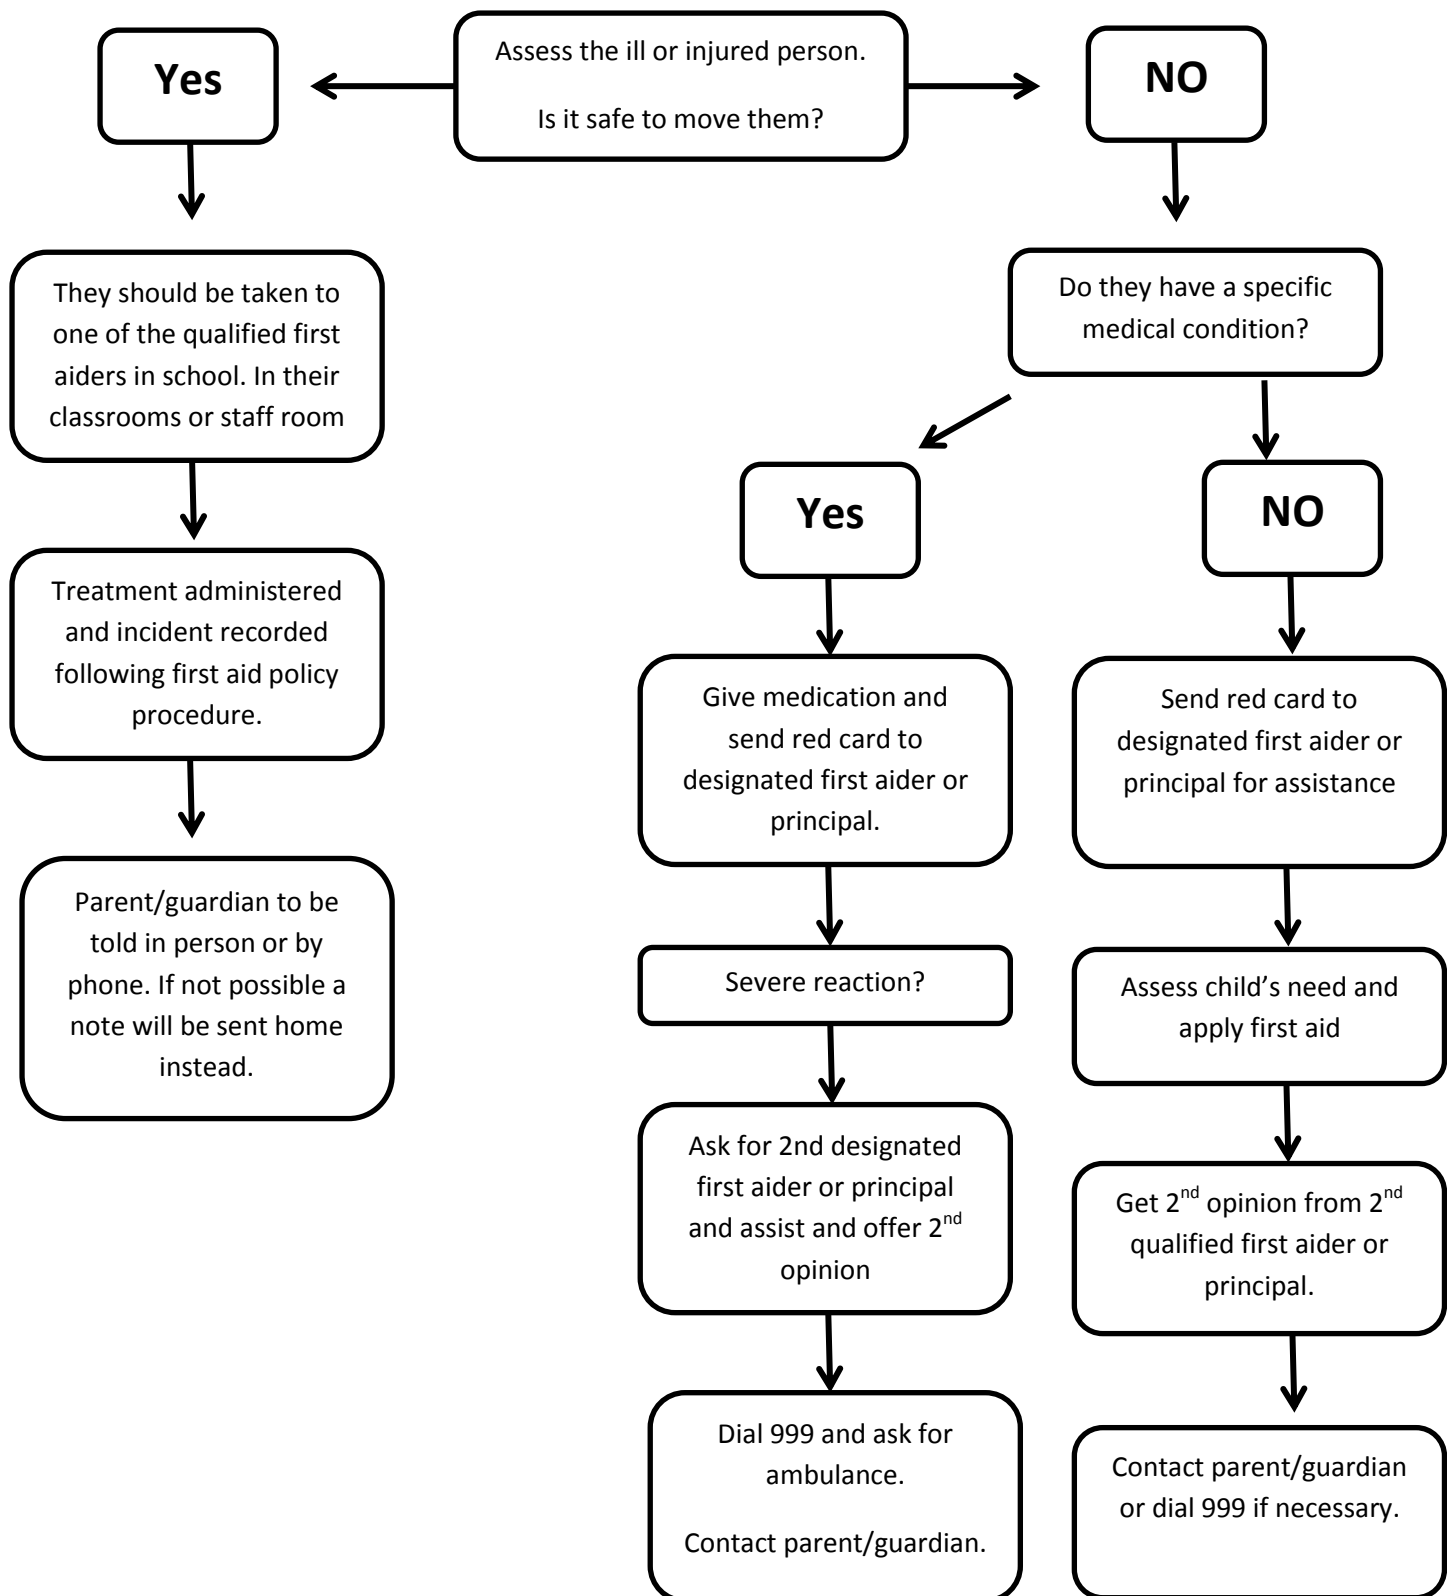 Assess the ill or injured person.
Is it safe to move them?
Yes
They should be taken to
one of the qualified first
aiders in school. In their
classrooms or staff room
Treatment administered
and incident recorded
following first aid policy
procedure.
Parent/guardian to be
told in person or by
phone. If not possible a
note will be sent home
instead.
NO
Do they have a specific
medical condition?
Yes
Give medication and
send red card to
designated first aider or
principal.
Severe reaction?
Ask for 2nd designated
first aider or principal
and assist and offer 2nd
opinion
Dial 999 and ask for
ambulance.
Contact parent/guardian.
NO
Send red card to
designated first aider or
principal for assistance
Assess child’s need and
apply first aid
Get 2nd opinion from 2nd
qualified first aider or
principal.
Contact parent/guardian
or dial 999 if necessary.